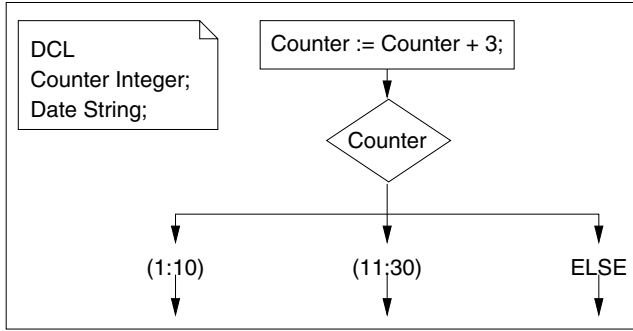 DCL
Counter Integer;
Date String;
Counter := Counter + 3;
Counter
(1:10)
(11:30)
ELSE